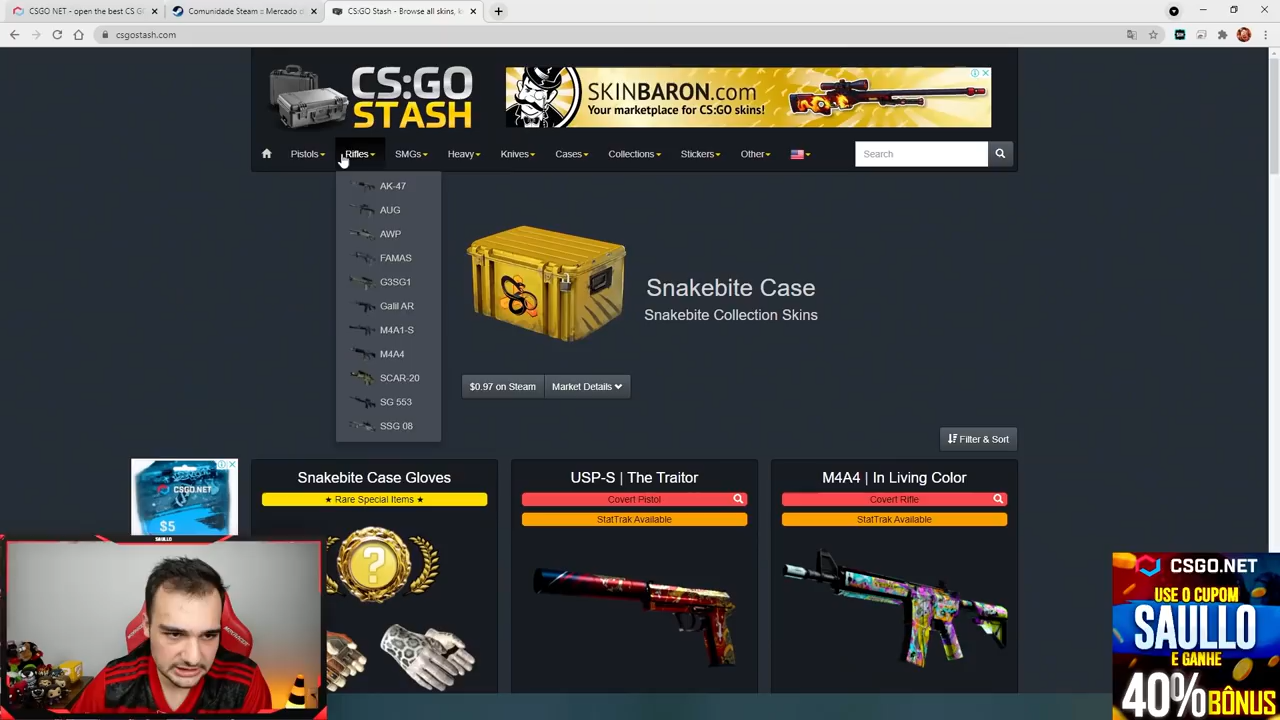 CSGO NET - open the best CS G
Comunidade Steam :: Mercado d
CS:GO Stash - Browse all skins, k
csgostash.com
CS:GO
STASH
SKINBARON.com
Your marketplace for CS:GO skins!
Pistols
Rifles
SMGs
Heavy
Knives
Cases
Collections
Stickers
Other
Search
AK-47
AUG
AWP
FAMAS
G3SG1
Galil AR
M4A1-S
M4A4
SCAR-20
SG 553
SSG 08
Snakebite Case
Snakebite Collection Skins
$0.97 on Steam
Market Details
Filter & Sort
CSGO.NET
$5
Snakebite Case Gloves
★ Rare Special Items ★
USP-S | The Traitor
Covert Pistol
StatTrak Available
M4A4 | In Living Color
Covert Rifle
StatTrak Available
SAULLO
CSGO.NET
USE O CUPOM
SAULLO
E GANHE
40% BÔNUS